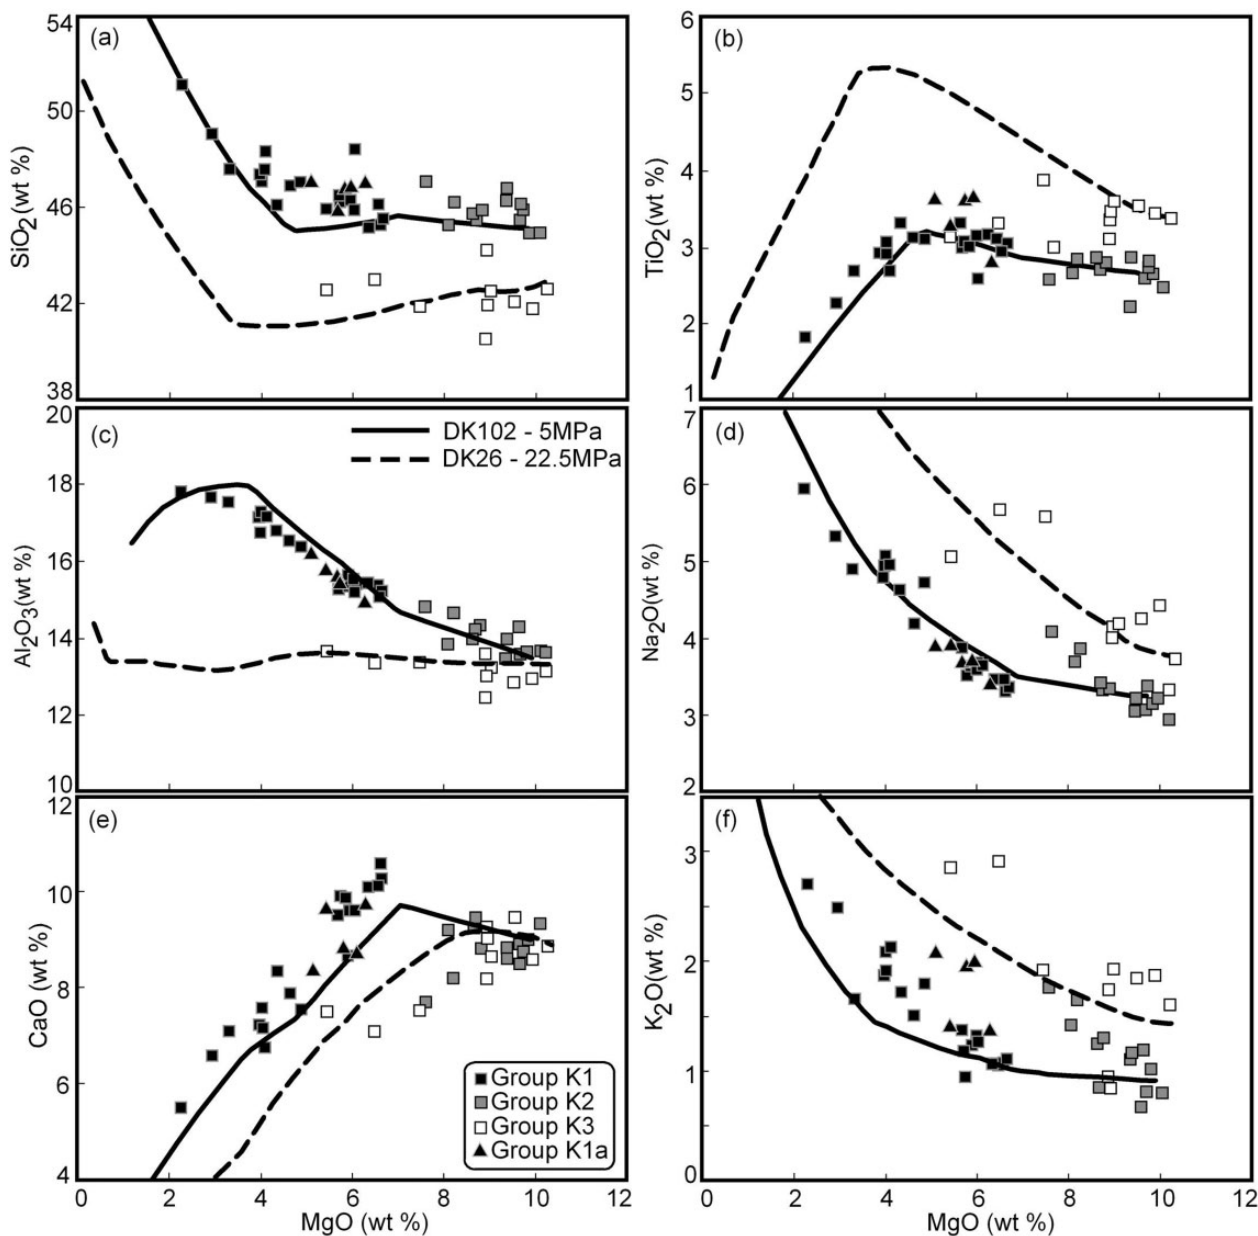 (a)
54
50
46
42
38
SiO2(wt %)
(b)
6
5
4
3
2
1
TiO2(wt %)
(c)
20
18
16
14
12
10
Al2O3(wt %)
DK102 - 5MPa
DK26 - 22.5MPa
(d)
7
6
5
4
3
2
Na2O(wt %)
(e)
12
10
8
6
4
CaO (wt %)
Group K1
Group K2
Group K3
Group K1a
0 2 4 6 8 10 12
MgO (wt %)
(f)
3
2
1
0
K2O(wt %)
0 2 4 6 8 10 12
MgO (wt %)